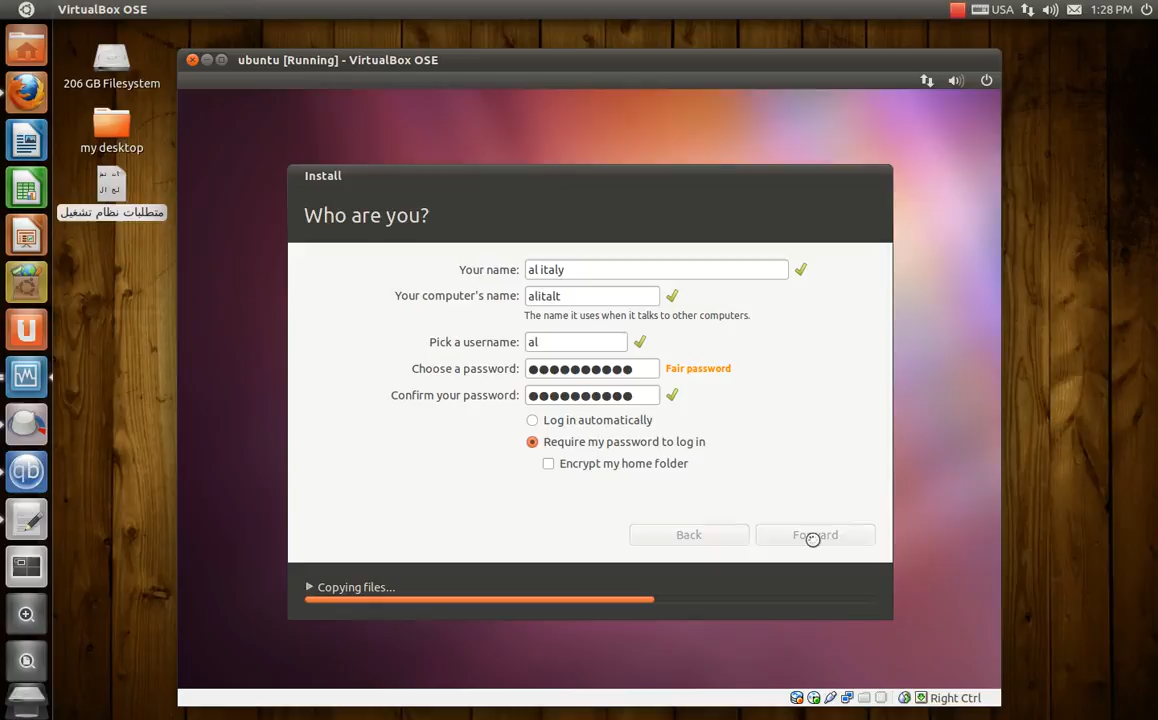 VirtualBox OSE
USA
1:28 PM
206 GB Filesystem
my desktop
متطلبات نظام تشغيل
ubuntu [Running] - VirtualBox OSE
Install
Who are you?
Your name: al italy
Your computer's name: alitalt
The name it uses when it talks to other computers.
Pick a username: al
Choose a password: ●●●●●●●●●● Fair password
Confirm your password: ●●●●●●●●●●
Log in automatically
Require my password to log in
Encrypt my home folder
Back
Forward
Copying files...
Right Ctrl
U
qb